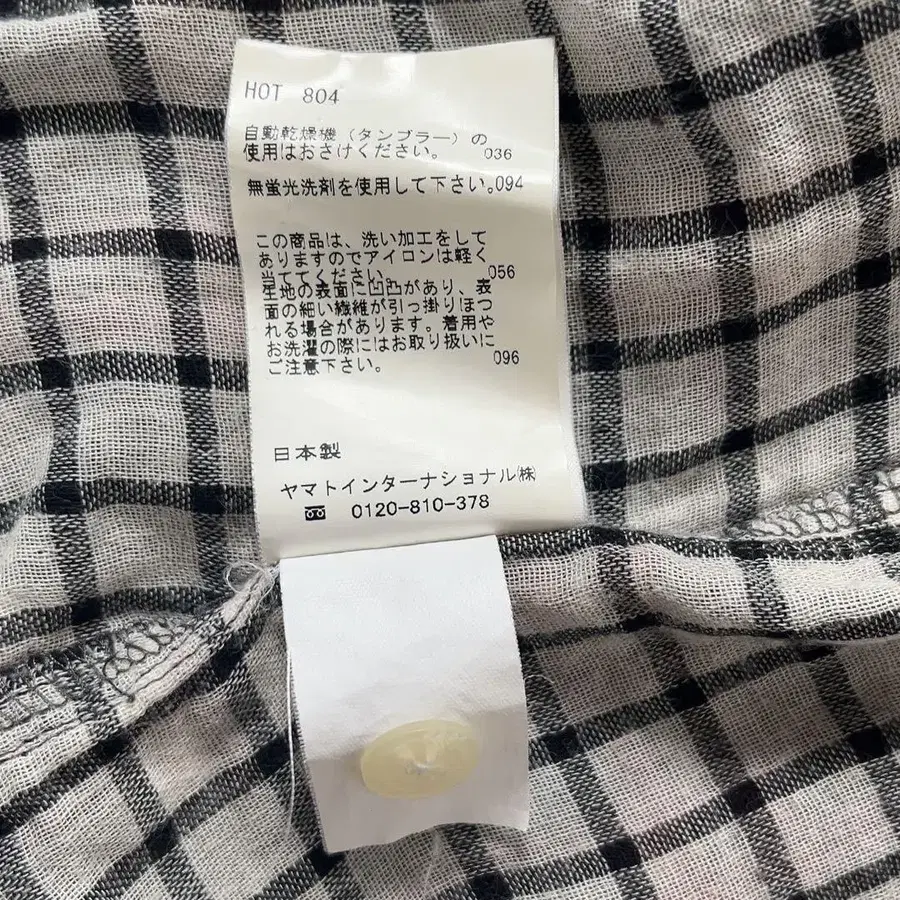 HOT 804
自動乾燥機（タンブラー）の
使用はおさけください。 036
無蛍光洗剤を使用して下さい。094
この商品は、洗い加工をして
ありますのでアイロンは軽く
当ててください。 056
生地の表面に凹凸があり、表
面の細い繊維が引っ掛りほつ
れる場合があります。着用や
お洗濯の際にはお取り扱いに
ご注意下さい。 096
日本製
ヤマトインターナショナル㈱
0120-810-378